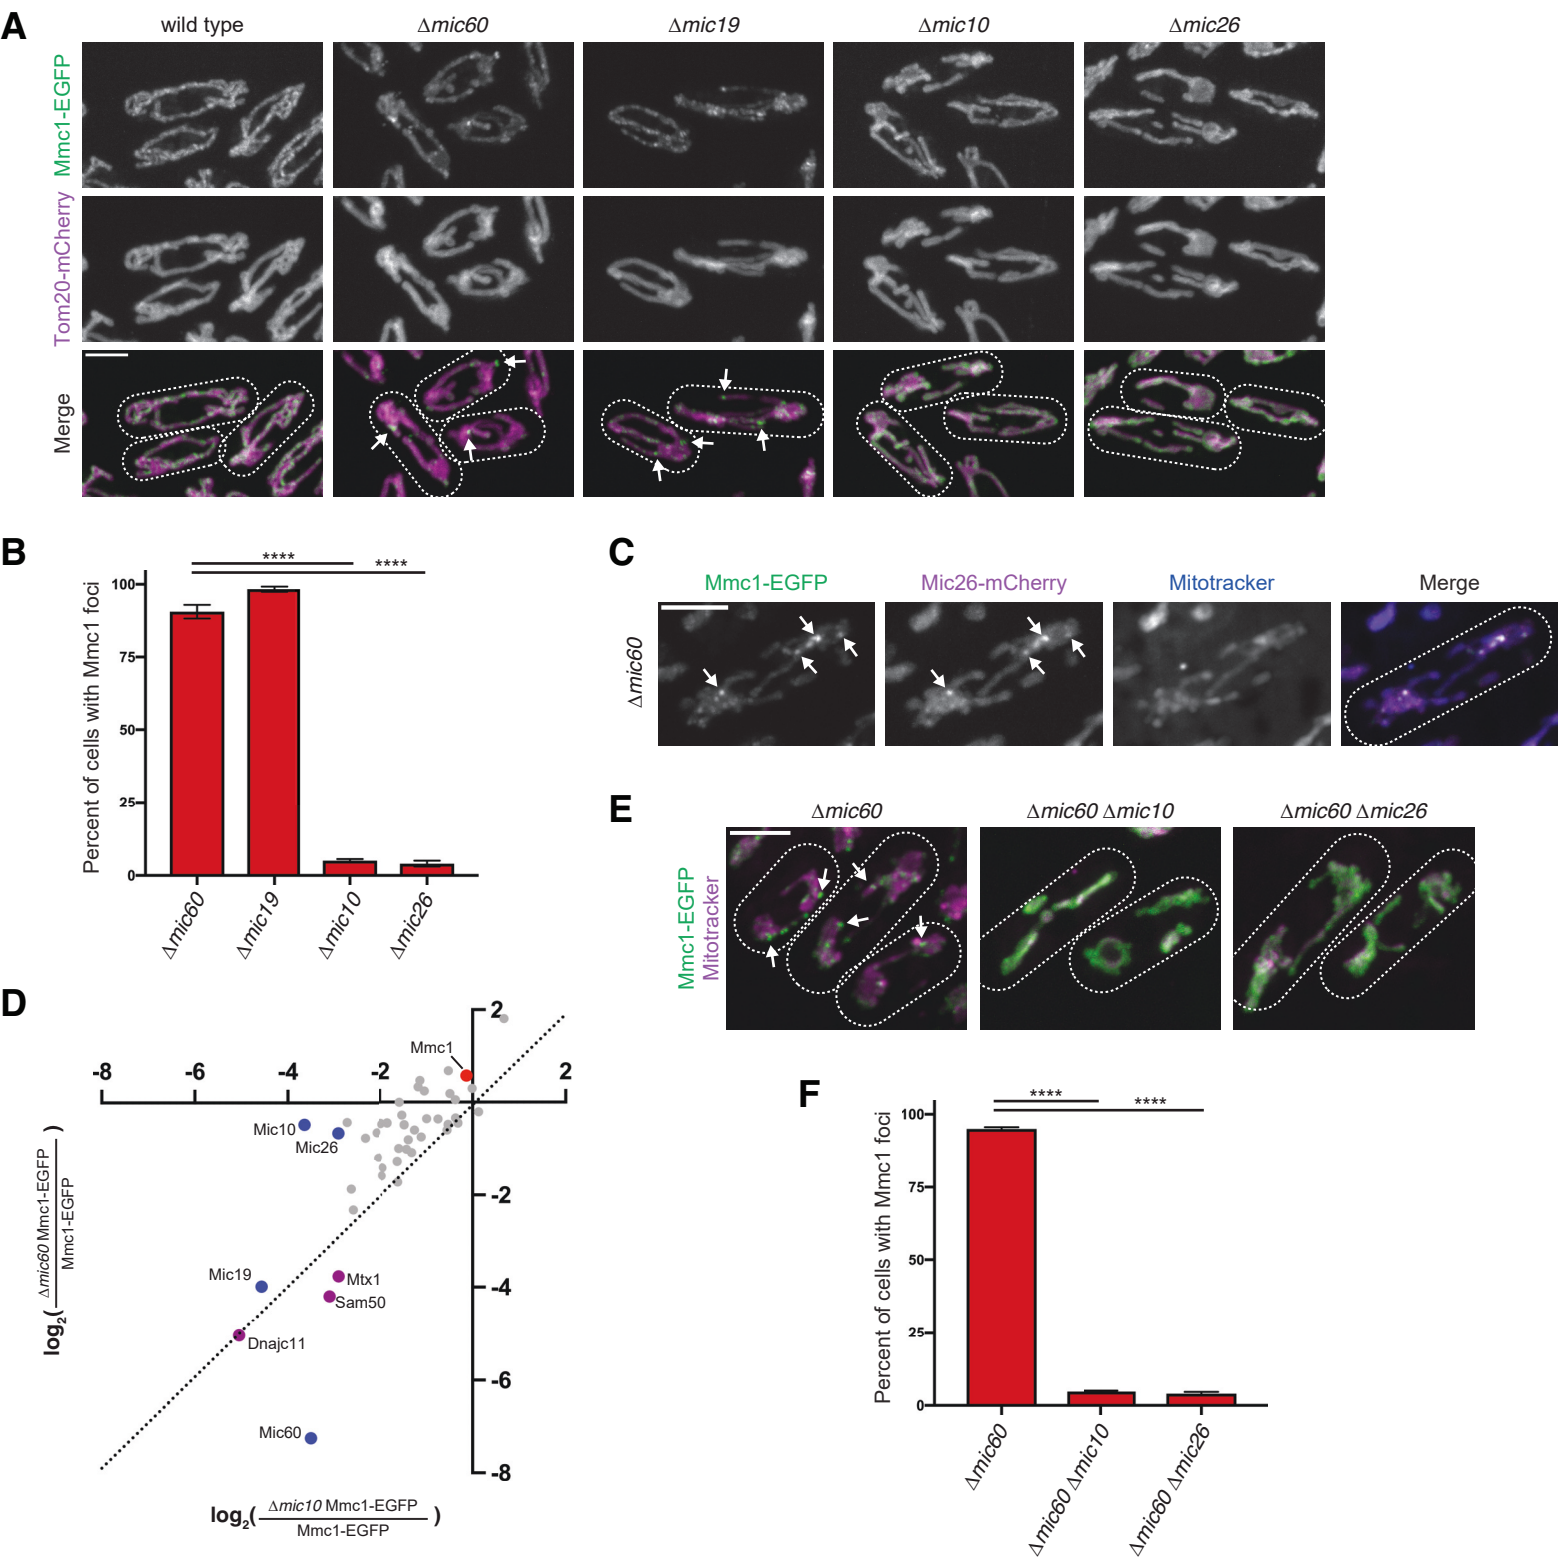 A
wild type
Δmic60
Δmic19
Δmic10
Δmic26
Mmc1-EGFP
Tom20-mCherry
Merge
B
****
****
Percent of cells with Mmc1 foci
100
75
50
25
0
Δmic60
Δmic19
Δmic10
Δmic26
C
Mmc1-EGFP
Mic26-mCherry
Mitotracker
Merge
Δmic60
E
Δmic60
Δmic60 Δmic10
Δmic60 Δmic26
Mmc1-EGFP
Mitotracker
D
2
Mmc1
-8
-6
-4
-2
2
Mic10
Mic26
-2
Mic19
Mtx1
-4
Sam50
Dnajc11
-6
Mic60
-8
log2(Δmic60 Mmc1-EGFP
Mmc1-EGFP)
log2(Δmic10 Mmc1-EGFP
Mmc1-EGFP)
F
****
****
Percent of cells with Mmc1 foci
100
75
50
25
0
Δmic60
Δmic60 Δmic10
Δmic60 Δmic26